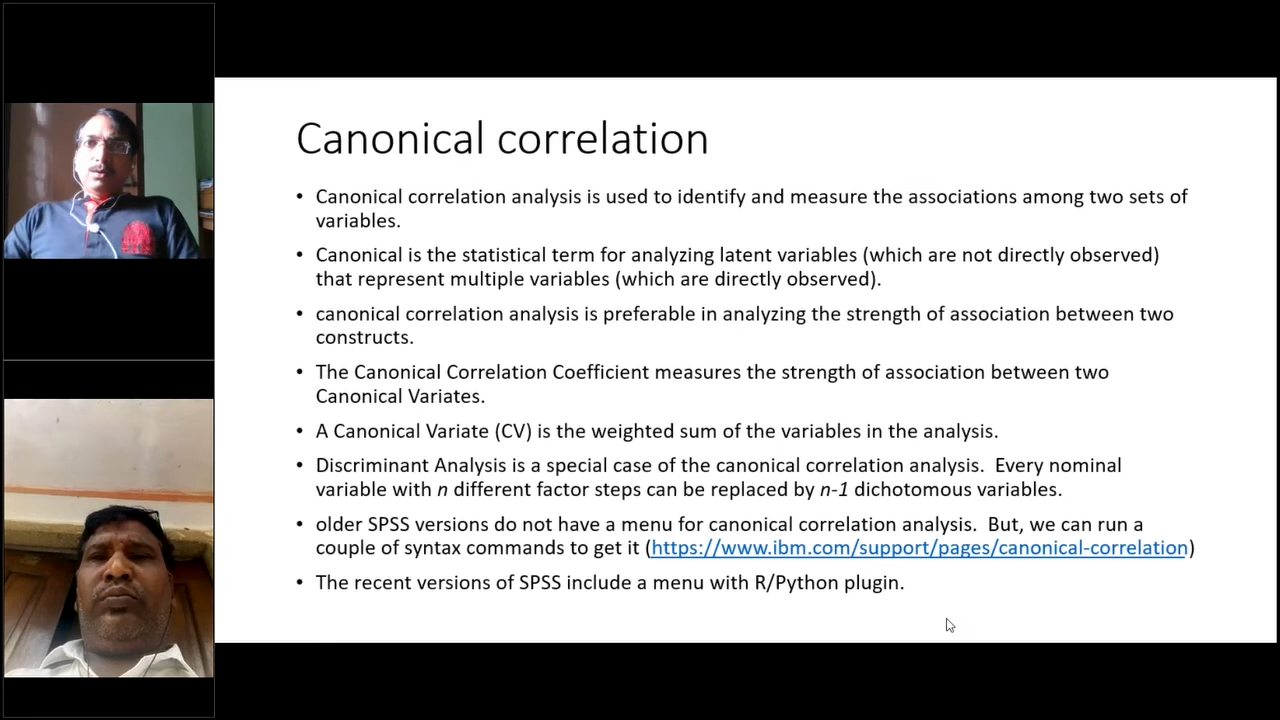 Canonical correlation
• Canonical correlation analysis is used to identify and measure the associations among two sets of
variables.
• Canonical is the statistical term for analyzing latent variables (which are not directly observed)
that represent multiple variables (which are directly observed).
• canonical correlation analysis is preferable in analyzing the strength of association between two
constructs.
• The Canonical Correlation Coefficient measures the strength of association between two
Canonical Variates.
• A Canonical Variate (CV) is the weighted sum of the variables in the analysis.
• Discriminant Analysis is a special case of the canonical correlation analysis.  Every nominal
variable with n different factor steps can be replaced by n-1 dichotomous variables.
• older SPSS versions do not have a menu for canonical correlation analysis.  But, we can run a
couple of syntax commands to get it (https://www.ibm.com/support/pages/canonical-correlation)
• The recent versions of SPSS include a menu with R/Python plugin.